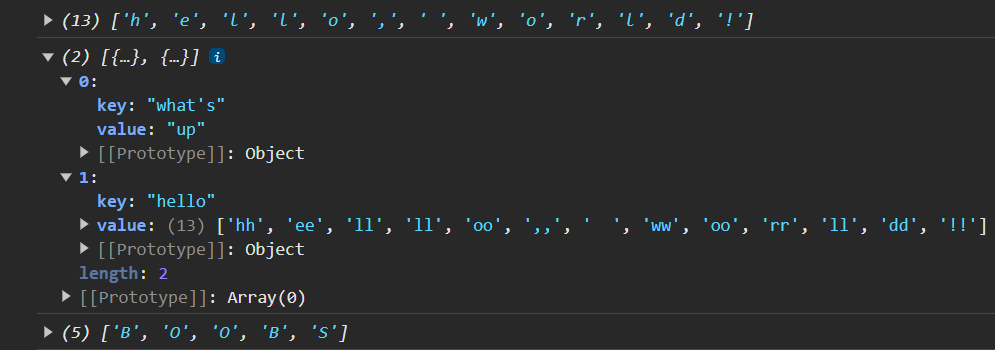 (13) ['h', 'e', 'l', 'l', 'o', ',', ' ', 'w', 'o', 'r', 'l', 'd', '!']
(2) [{…}, {…}] i
0:
key: "what's"
value: "up"
[[Prototype]]: Object
1:
key: "hello"
value: (13) ['hh', 'ee', 'll', 'll', 'oo', ',,', '  ', 'ww', 'oo', 'rr', 'll', 'dd', '!!']
[[Prototype]]: Object
length: 2
[[Prototype]]: Array(0)
(5) ['B', 'O', 'O', 'B', 'S']